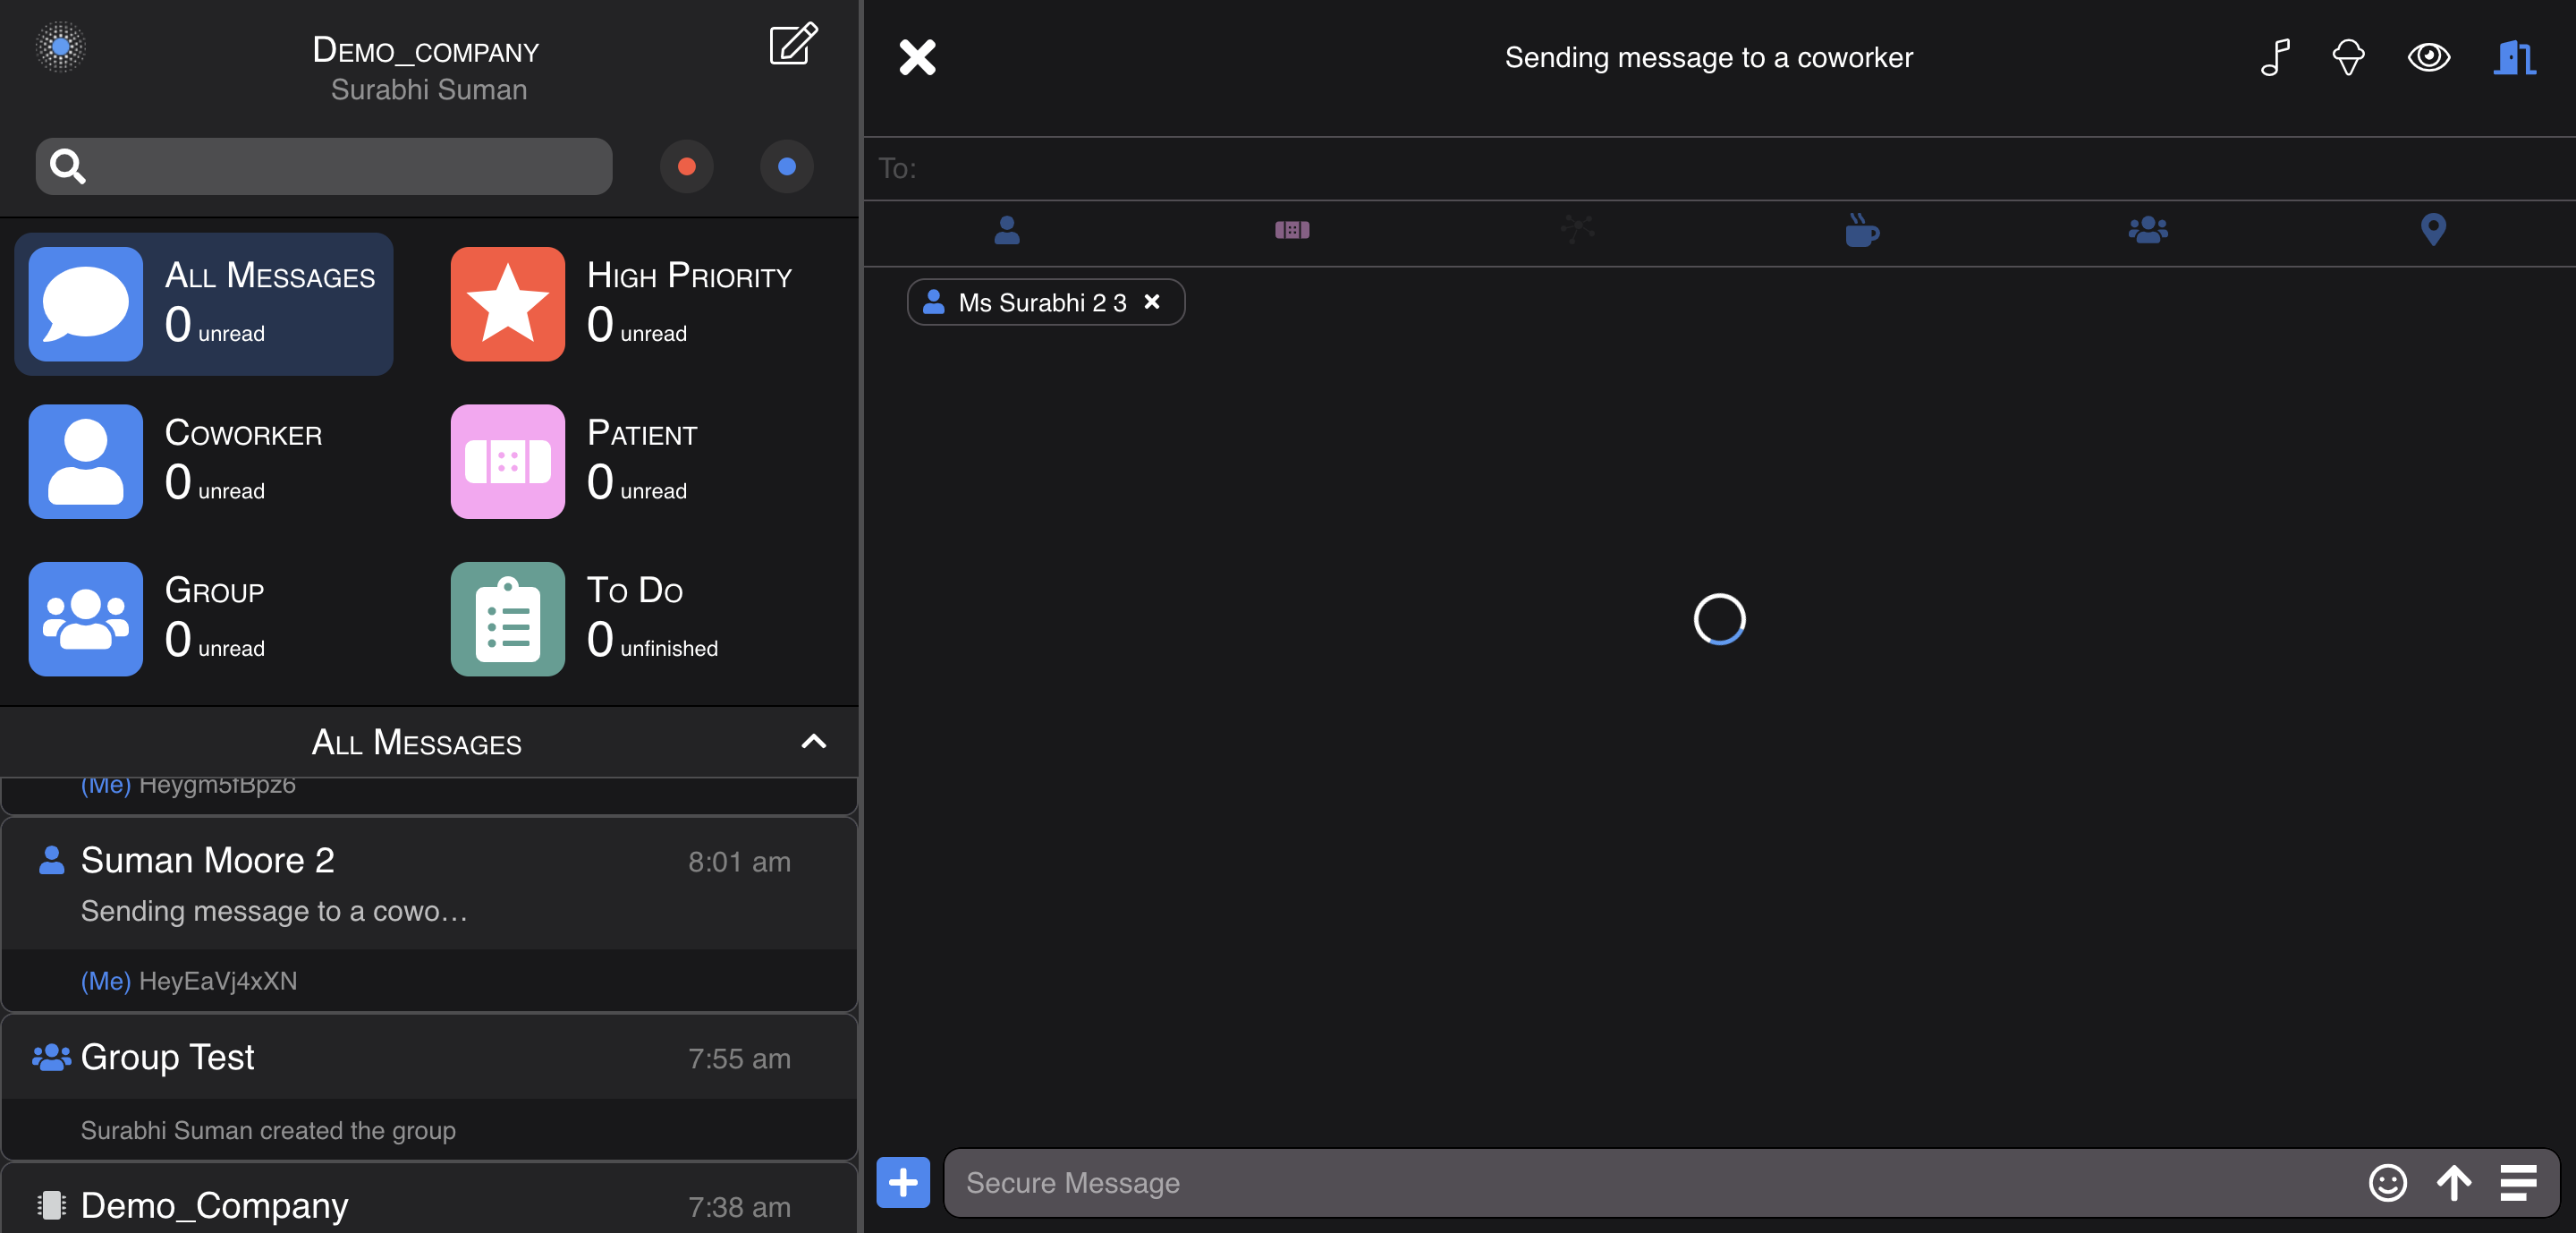 Demo_company
Surabhi Suman
All Messages
0 unread
High Priority
0 unread
Coworker
0 unread
Patient
0 unread
Group
0 unread
To Do
0 unfinished
All Messages
(Me) Heygm5fBpz6
Suman Moore 2
8:01 am
Sending message to a cowo…
(Me) HeyEaVj4xXN
Group Test
7:55 am
Surabhi Suman created the group
Demo_Company
7:38 am
Sending message to a coworker
To:
Ms Surabhi 2 3
Secure Message